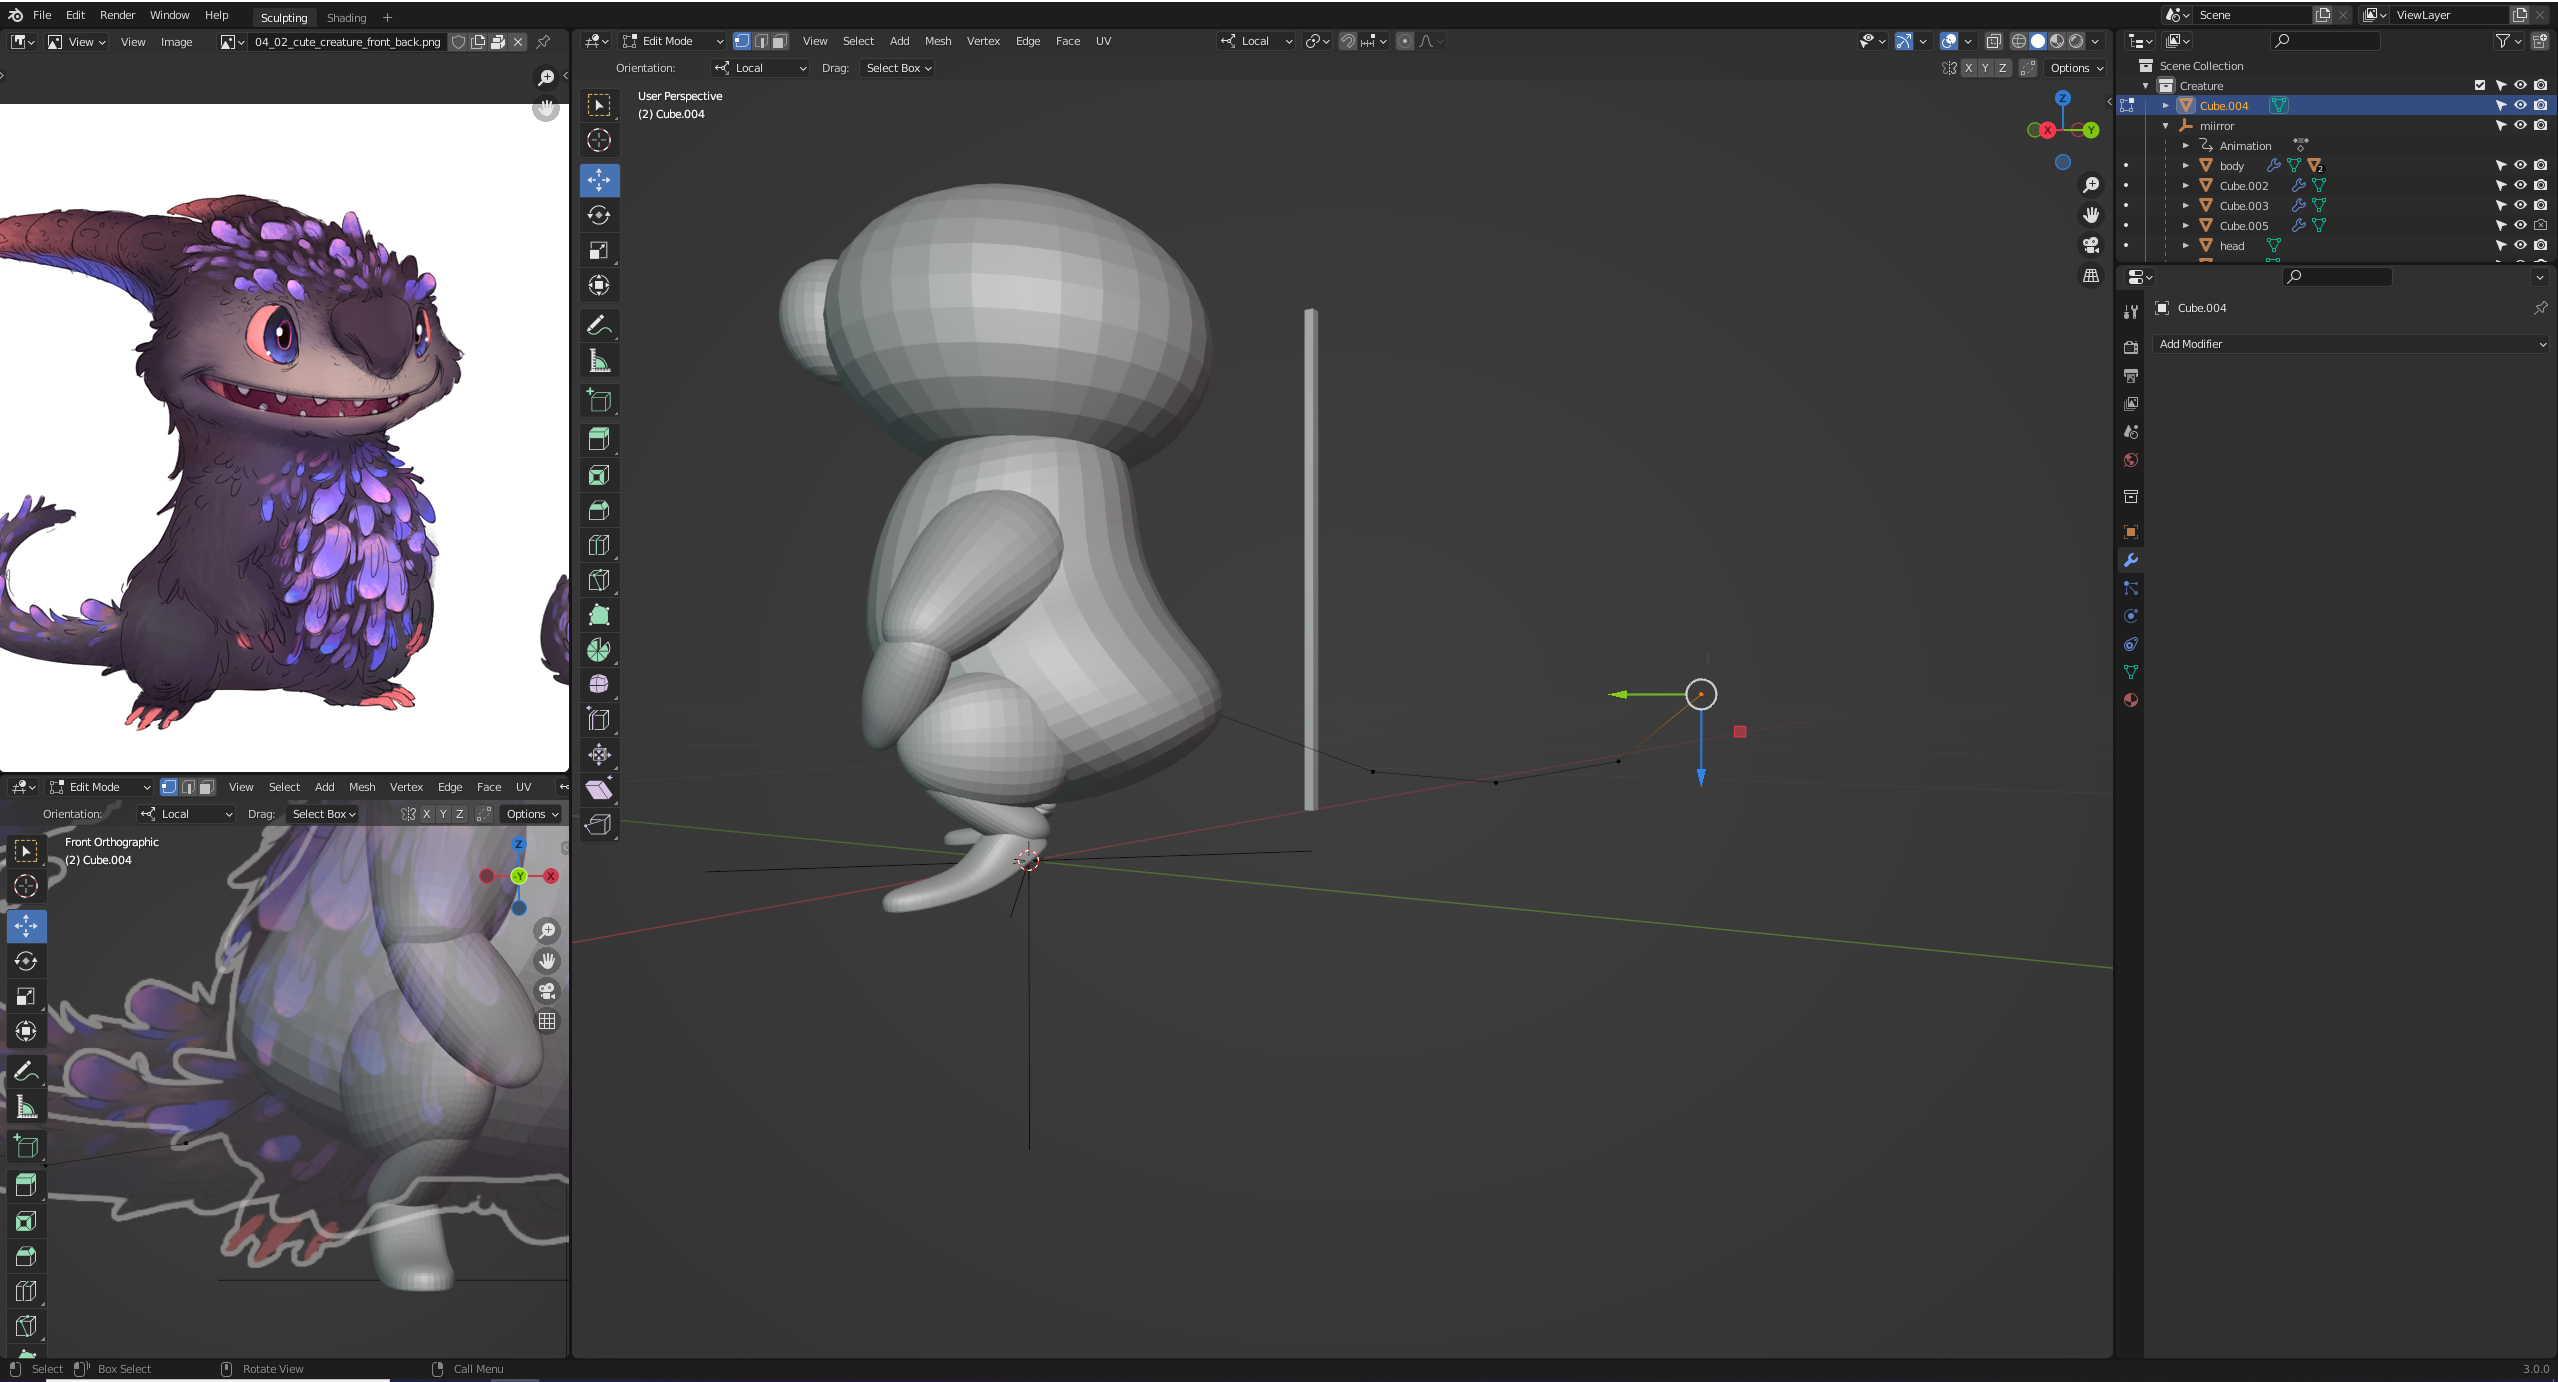 File Edit Render Window Help Sculpting Shading + Scene ViewLayer
View View Image 04_02_cute_creature_front_back.png
Edit Mode View Select Add Mesh Vertex Edge Face UV Local
Orientation: Local Drag: Select Box X Y Z Options
User Perspective
(2) Cube.004
Z
X Y
Scene Collection
Creature
Cube.004
miirror
Animation
body 2
Cube.002
Cube.003
Cube.005
head
Cube.004
Add Modifier
Edit Mode View Select Add Mesh Vertex Edge Face UV
Orientation: Local Drag: Select Box X Y Z Options
Front Orthographic
(2) Cube.004
Z
-Y X
Select Box Select Rotate View Call Menu 3.0.0